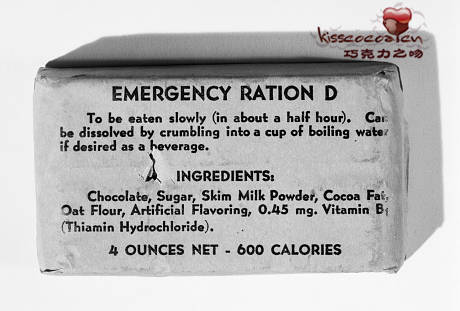 kisscocoaten
巧克力之吻
EMERGENCY RATION D
To be eaten slowly (in about a half hour). Can
be dissolved by crumbling into a cup of boiling water
if desired as a beverage.
INGREDIENTS:
Chocolate, Sugar, Skim Milk Powder, Cocoa Fat,
Oat Flour, Artificial Flavoring, 0.45 mg. Vitamin B₁
(Thiamin Hydrochloride).
4 OUNCES NET - 600 CALORIES